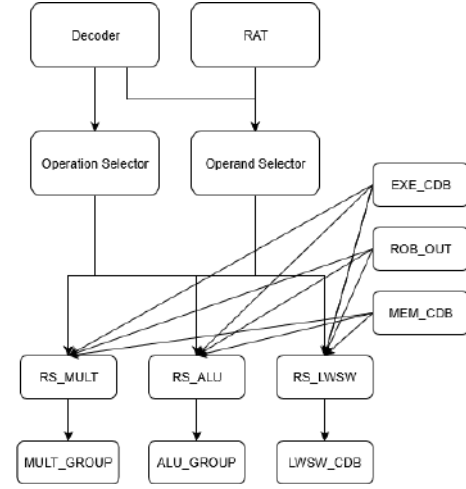 Decoder
RAT
Operation Selector
Operand Selector
EXE_CDB
ROB_OUT
MEM_CDB
RS_MULT
RS_ALU
RS_LWSW
MULT_GROUP
ALU_GROUP
LWSW_CDB